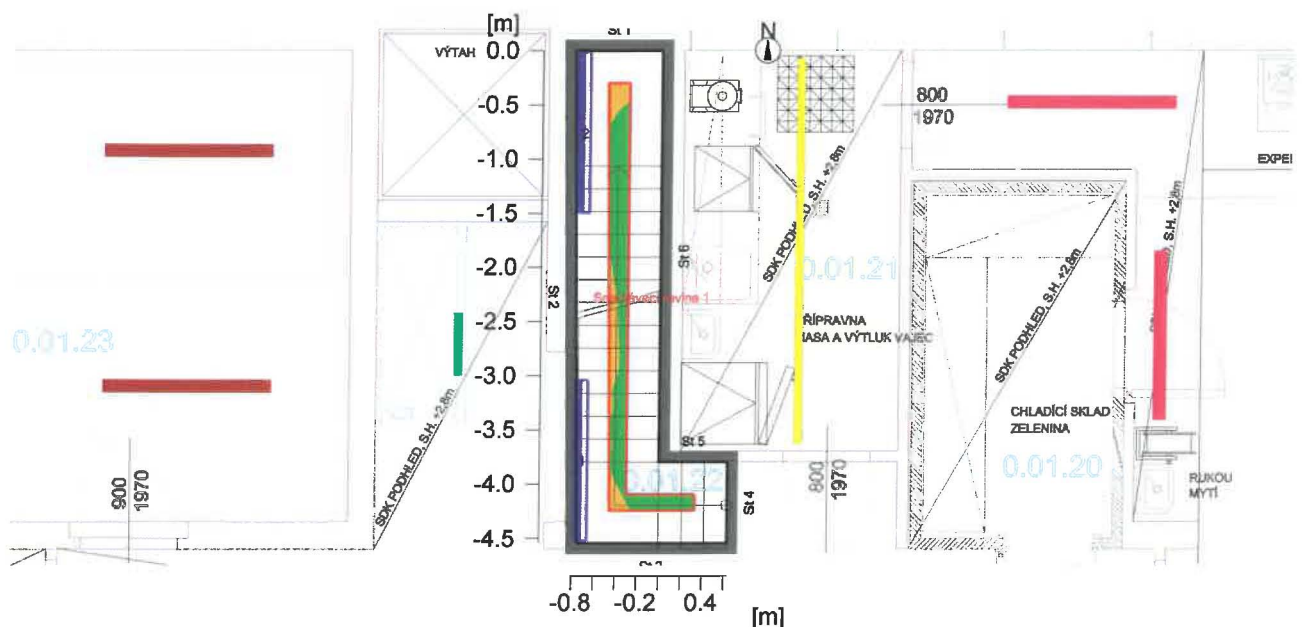 [m]
St 1
N
VÝTAH
0.0
-0.5
-1.0
-1.5
-2.0
-2.5
-3.0
-3.5
-4.0
-4.5
800
1970
EXPE
SDK PODHLED, S.H. +2,8m
SDK PODHLED, S.H. +2,8m
SDK PODHLED, S.H. +2,8m
S.H. +2,8m
St 6
St 2
0.01.21
0.01.23
PŘÍPRAVNA
MASA A VÝTLUK VAJEC
CHLADÍCÍ SKLAD
ZELENINA
St 5
0.01.22
0.01.20
St 4
900
1970
800
1970
RUKOU
MYTÍ
-0.8
-0.2
0.4
[m]